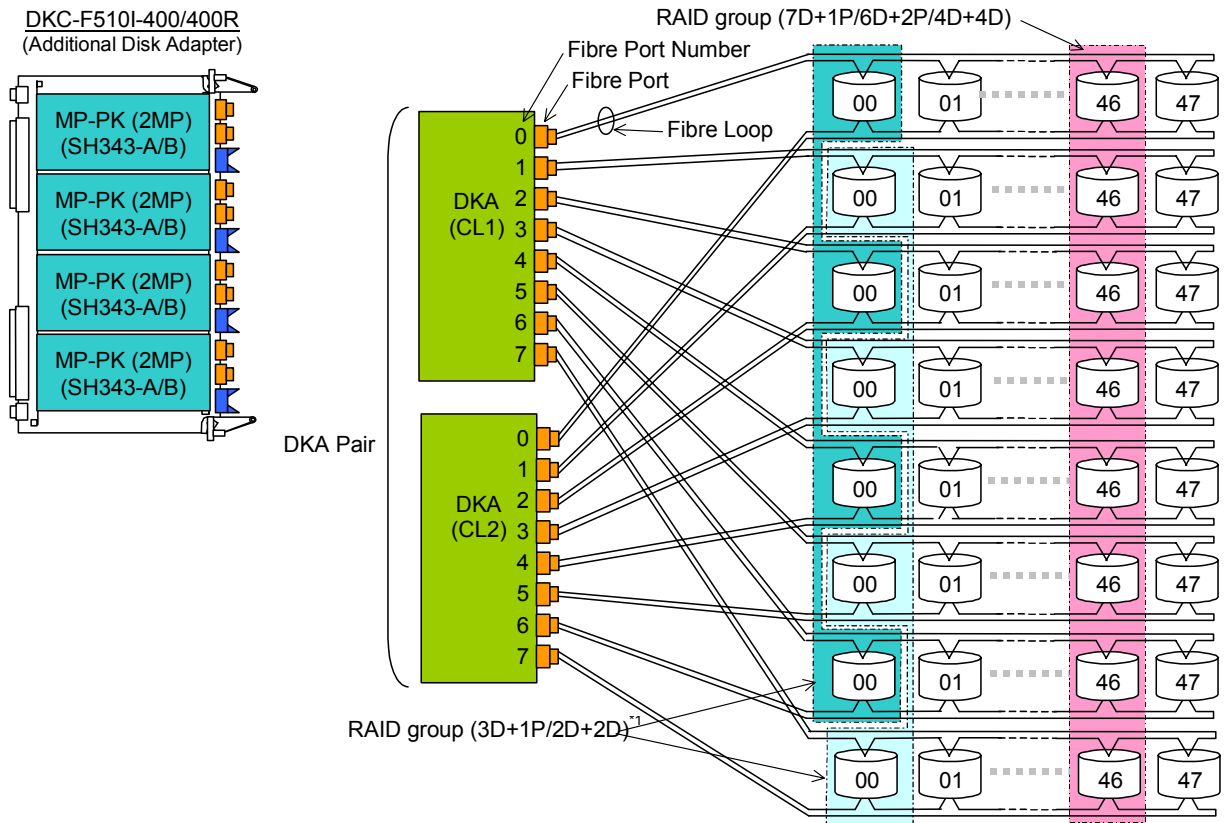 DKC-F510I-400/400R
(Additional Disk Adapter)
MP-PK (2MP)
(SH343-A/B)
MP-PK (2MP)
(SH343-A/B)
MP-PK (2MP)
(SH343-A/B)
MP-PK (2MP)
(SH343-A/B)
RAID group (7D+1P/6D+2P/4D+4D)
Fibre Port Number
Fibre Port
Fibre Loop
DKA Pair
DKA
(CL1)
0
1
2
3
4
5
6
7
DKA
(CL2)
0
1
2
3
4
5
6
7
00 01 46 47
00 01 46 47
00 01 46 47
00 01 46 47
00 01 46 47
00 01 46 47
00 01 46 47
00 01 46 47
RAID group (3D+1P/2D+2D)*1